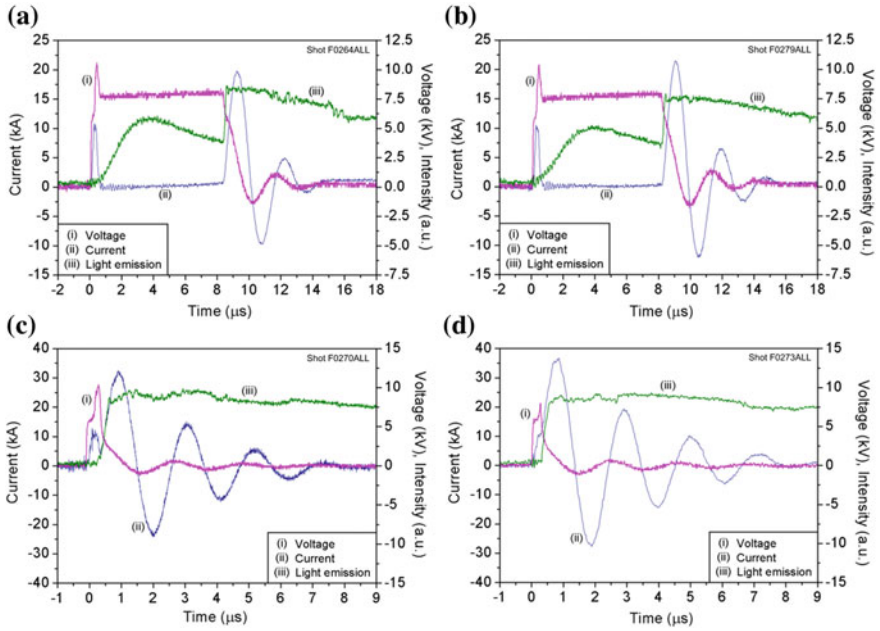 (a)
Shot F0264ALL
Current (kA)
25
20
15
10
5
0
-5
-10
-15
12.5
10.0
7.5
5.0
2.5
0.0
-2.5
-5.0
-7.5
Voltage (kV), Intensity (a.u.)
(i)
(ii)
(iii)
(i) Voltage
(ii) Current
(iii) Light emission
-2 0 2 4 6 8 10 12 14 16 18
Time (μs)
(b)
Shot F0279ALL
Current (kA)
25
20
15
10
5
0
-5
-10
-15
12.5
10.0
7.5
5.0
2.5
0.0
-2.5
-5.0
-7.5
Voltage (kV), Intensity (a.u.)
(i)
(ii)
(iii)
(i) Voltage
(ii) Current
(iii) Light emission
-2 0 2 4 6 8 10 12 14 16 18
Time (μs)
(c)
Shot F0270ALL
Current (kA)
40
30
20
10
0
-10
-20
-30
-40
15
10
5
0
-5
-10
-15
Voltage (kV), Intensity (a.u.)
(i)
(ii)
(iii)
(i) Voltage
(ii) Current
(iii) Light emission
-1 0 1 2 3 4 5 6 7 8 9
Time (μs)
(d)
Shot F0273ALL
Current (kA)
40
30
20
10
0
-10
-20
-30
-40
15
10
5
0
-5
-10
-15
Voltage (kV), Intensity (a.u.)
(i)
(ii)
(iii)
(i) Voltage
(ii) Current
(iii) Light emission
-1 0 1 2 3 4 5 6 7 8 9
Time (μs)